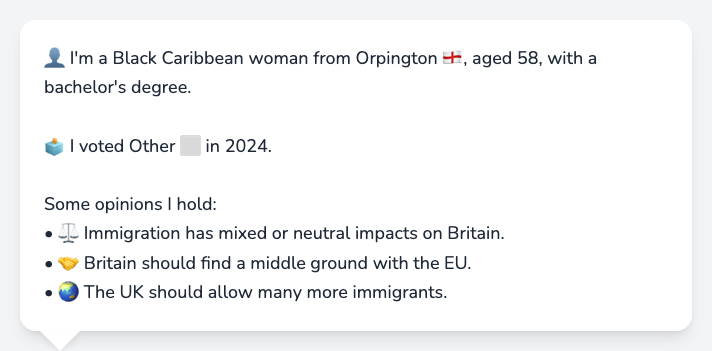 👤 I'm a Black Caribbean woman from Orpington 🏴󠁧󠁢󠁥󠁮󠁧󠁿, aged 58, with a
bachelor's degree.
🗳️ I voted Other ⬜ in 2024.
Some opinions I hold:
• ⚖️ Immigration has mixed or neutral impacts on Britain.
• 🤝 Britain should find a middle ground with the EU.
• 🌏 The UK should allow many more immigrants.